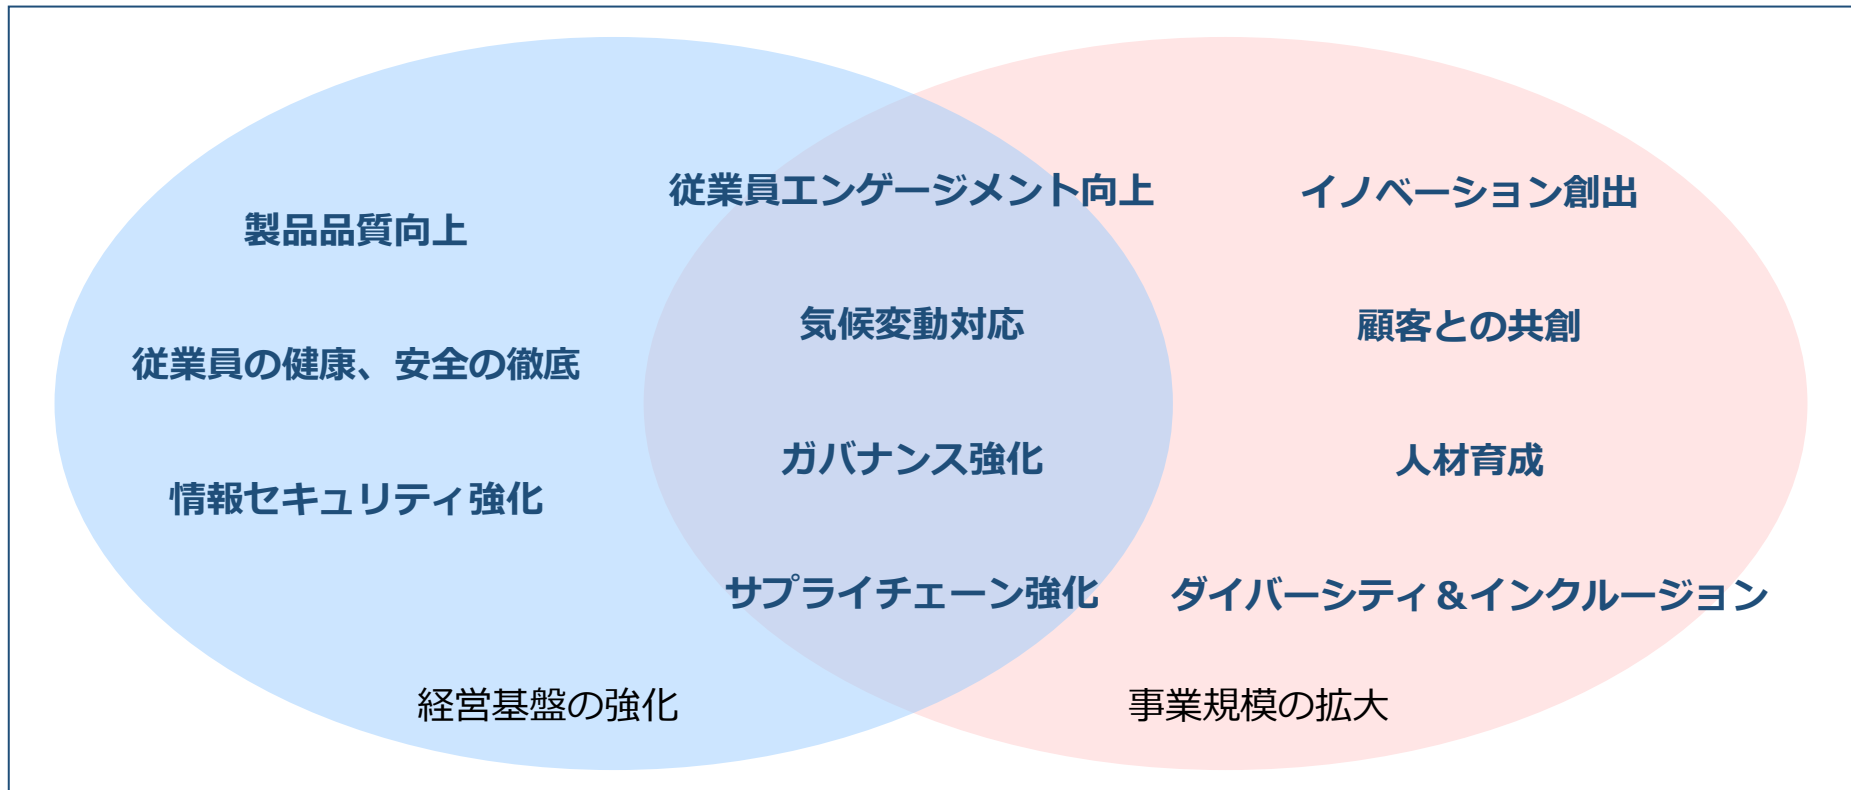 製品品質向上
従業員の健康、安全の徹底
情報セキュリティ強化
従業員エンゲージメント向上
気候変動対応
ガバナンス強化
サプライチェーン強化
イノベーション創出
顧客との共創
人材育成
ダイバーシティ＆インクルージョン
経営基盤の強化
事業規模の拡大